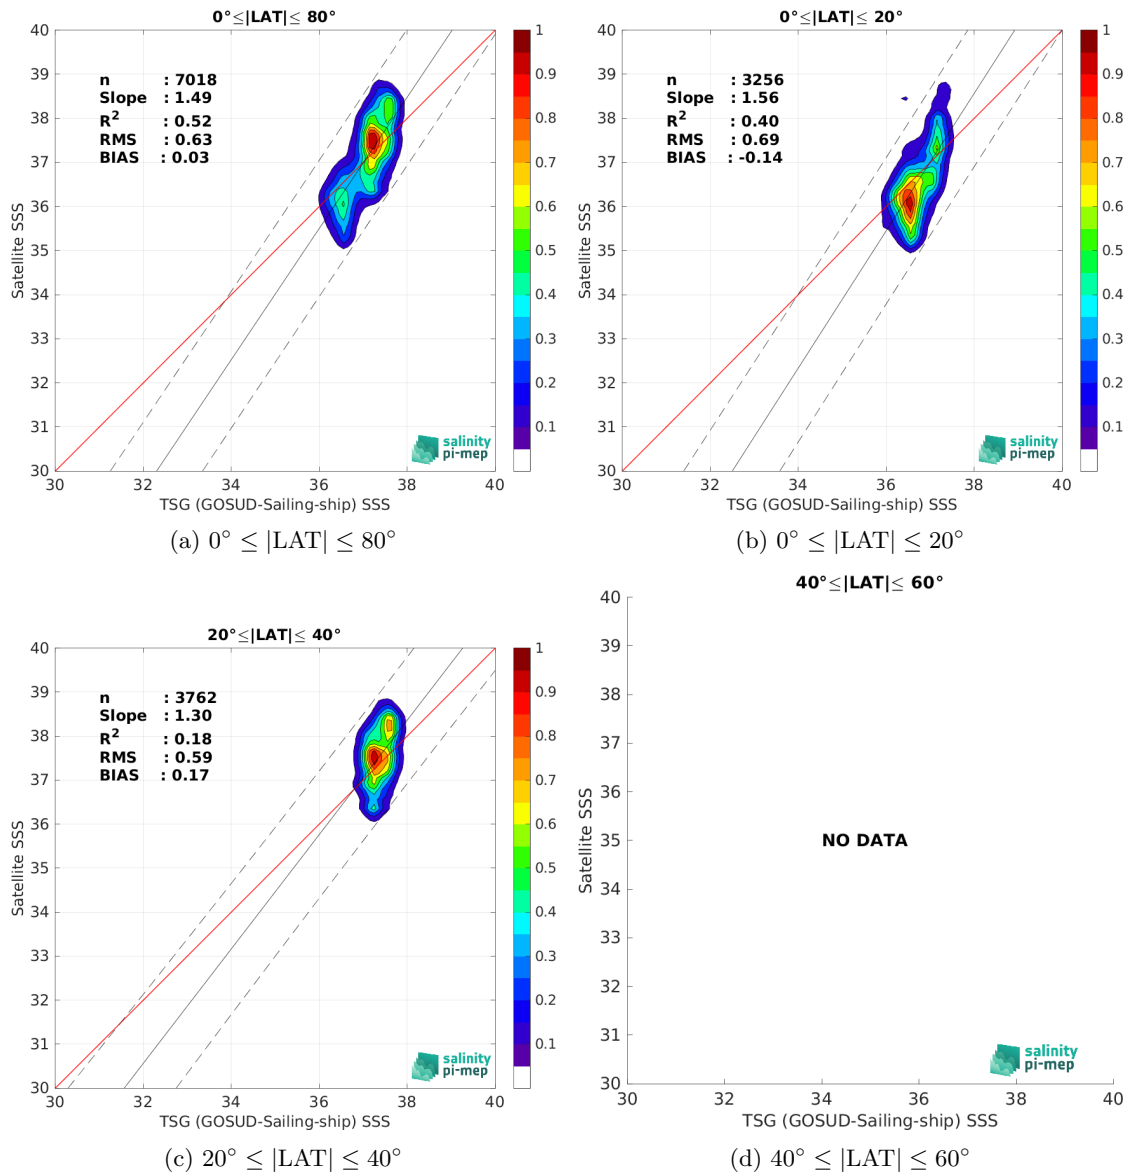 0°≤|LAT|≤ 80°
40
39
38
37
36
35
34
33
32
31
30
n : 7018
Slope : 1.49
R² : 0.52
RMS : 0.63
BIAS : 0.03
Satellite SSS
30 32 34 36 38 40
TSG (GOSUD-Sailing-ship) SSS
1
0.9
0.8
0.7
0.6
0.5
0.4
0.3
0.2
0.1
salinity
pi-mep
(a) 0° ≤ |LAT| ≤ 80°
0°≤|LAT|≤ 20°
40
39
38
37
36
35
34
33
32
31
30
n : 3256
Slope : 1.56
R² : 0.40
RMS : 0.69
BIAS : -0.14
Satellite SSS
30 32 34 36 38 40
TSG (GOSUD-Sailing-ship) SSS
1
0.9
0.8
0.7
0.6
0.5
0.4
0.3
0.2
0.1
salinity
pi-mep
(b) 0° ≤ |LAT| ≤ 20°
20°≤|LAT|≤ 40°
40
39
38
37
36
35
34
33
32
31
30
n : 3762
Slope : 1.30
R² : 0.18
RMS : 0.59
BIAS : 0.17
Satellite SSS
30 32 34 36 38 40
TSG (GOSUD-Sailing-ship) SSS
1
0.9
0.8
0.7
0.6
0.5
0.4
0.3
0.2
0.1
salinity
pi-mep
(c) 20° ≤ |LAT| ≤ 40°
40°≤|LAT|≤ 60°
40
39
38
37
36
35
34
33
32
31
30
NO DATA
Satellite SSS
30 32 34 36 38 40
TSG (GOSUD-Sailing-ship) SSS
salinity
pi-mep
(d) 40° ≤ |LAT| ≤ 60°